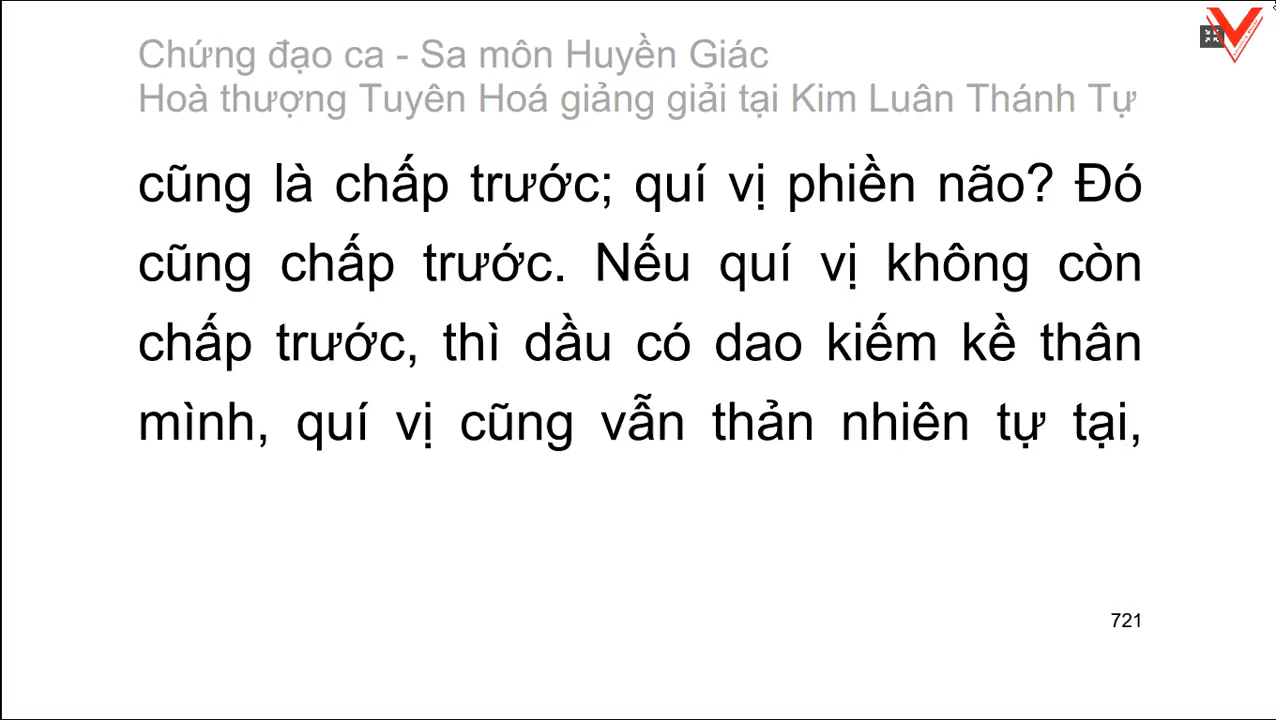 Chứng đạo ca - Sa môn Huyền Giác
Hoà thượng Tuyên Hoá giảng giải tại Kim Luân Thánh Tự
cũng là chấp trước; quí vị phiền não? Đó
cũng chấp trước. Nếu quí vị không còn
chấp trước, thì dầu có dao kiếm kề thân
mình, quí vị cũng vẫn thản nhiên tự tại,
721